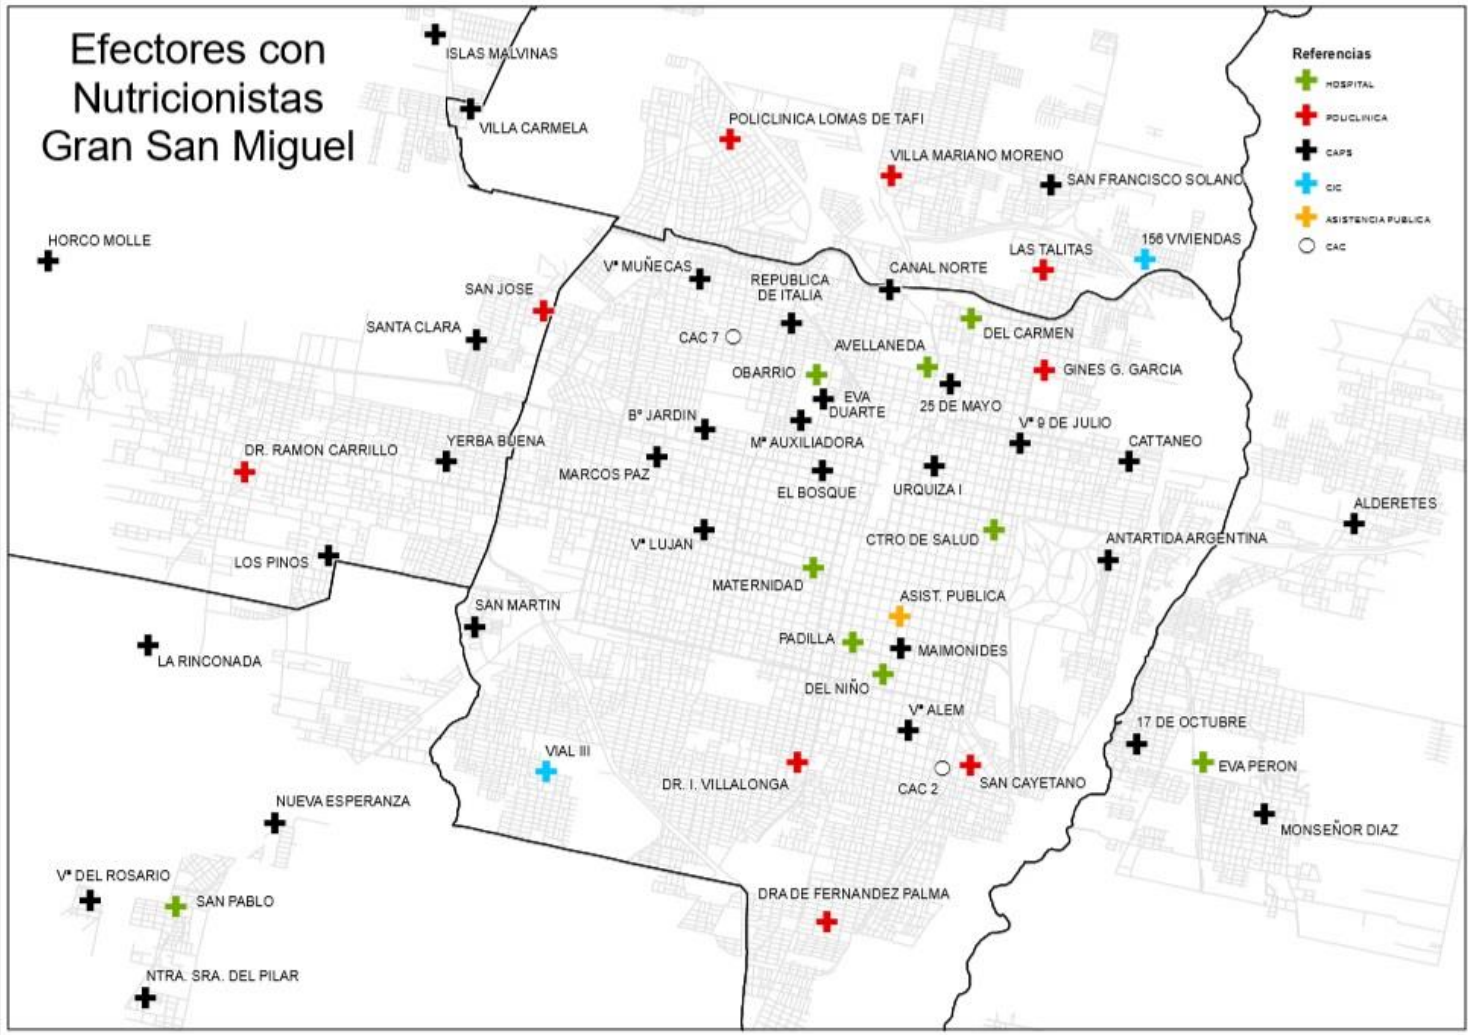 Efectores con
Nutricionistas
Gran San Miguel
Referencias
HOSPITAL
POLICLINICA
CAPS
CIC
ASISTENCIA PUBLICA
CAC
ISLAS MALVINAS
VILLA CARMELA
POLICLINICA LOMAS DE TAFI
VILLA MARIANO MORENO
SAN FRANCISCO SOLANO
HORCO MOLLE
156 VIVIENDAS
LAS TALITAS
Vª MUÑECAS
REPUBLICA
DE ITALIA
CANAL NORTE
SAN JOSE
SANTA CLARA
CAC 7
AVELLANEDA
DEL CARMEN
OBARRIO
GINES G. GARCIA
EVA
DUARTE
25 DE MAYO
Bº JARDIN
Mª AUXILIADORA
Vª 9 DE JULIO
CATTANEO
DR. RAMON CARRILLO
YERBA BUENA
MARCOS PAZ
EL BOSQUE
URQUIZA I
ALDERETES
Vª LUJAN
CTRO DE SALUD
ANTARTIDA ARGENTINA
LOS PINOS
MATERNIDAD
SAN MARTIN
ASIST. PUBLICA
PADILLA
MAIMONIDES
LA RINCONADA
DEL NIÑO
Vª ALEM
17 DE OCTUBRE
VIAL III
EVA PERON
DR. I. VILLALONGA
CAC 2
SAN CAYETANO
NUEVA ESPERANZA
MONSEÑOR DIAZ
Vª DEL ROSARIO
SAN PABLO
DRA DE FERNANDEZ PALMA
NTRA. SRA. DEL PILAR